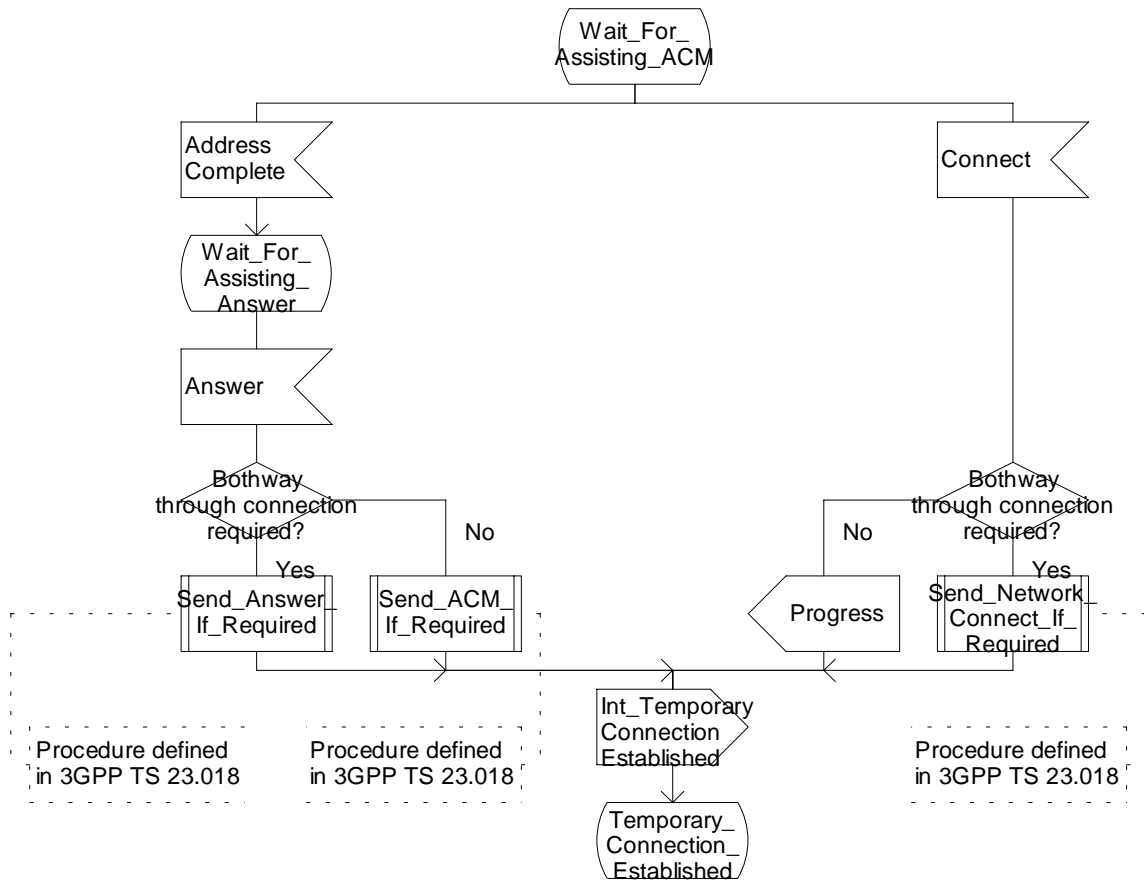 Wait_For_
Assisting_ACM
Address
Complete
Connect
Wait_For_
Assisting_
Answer
Answer
Bothway
through connection
required?
No
Yes
Bothway
through connection
required?
No
Yes
Send_Answer_
If_Required
Send_ACM_
If_Required
Progress
Send_Network_
Connect_If_
Required
Int_Temporary
Connection
Established
Procedure defined
in 3GPP TS 23.018
Procedure defined
in 3GPP TS 23.018
Procedure defined
in 3GPP TS 23.018
Temporary_
Connection_
Established